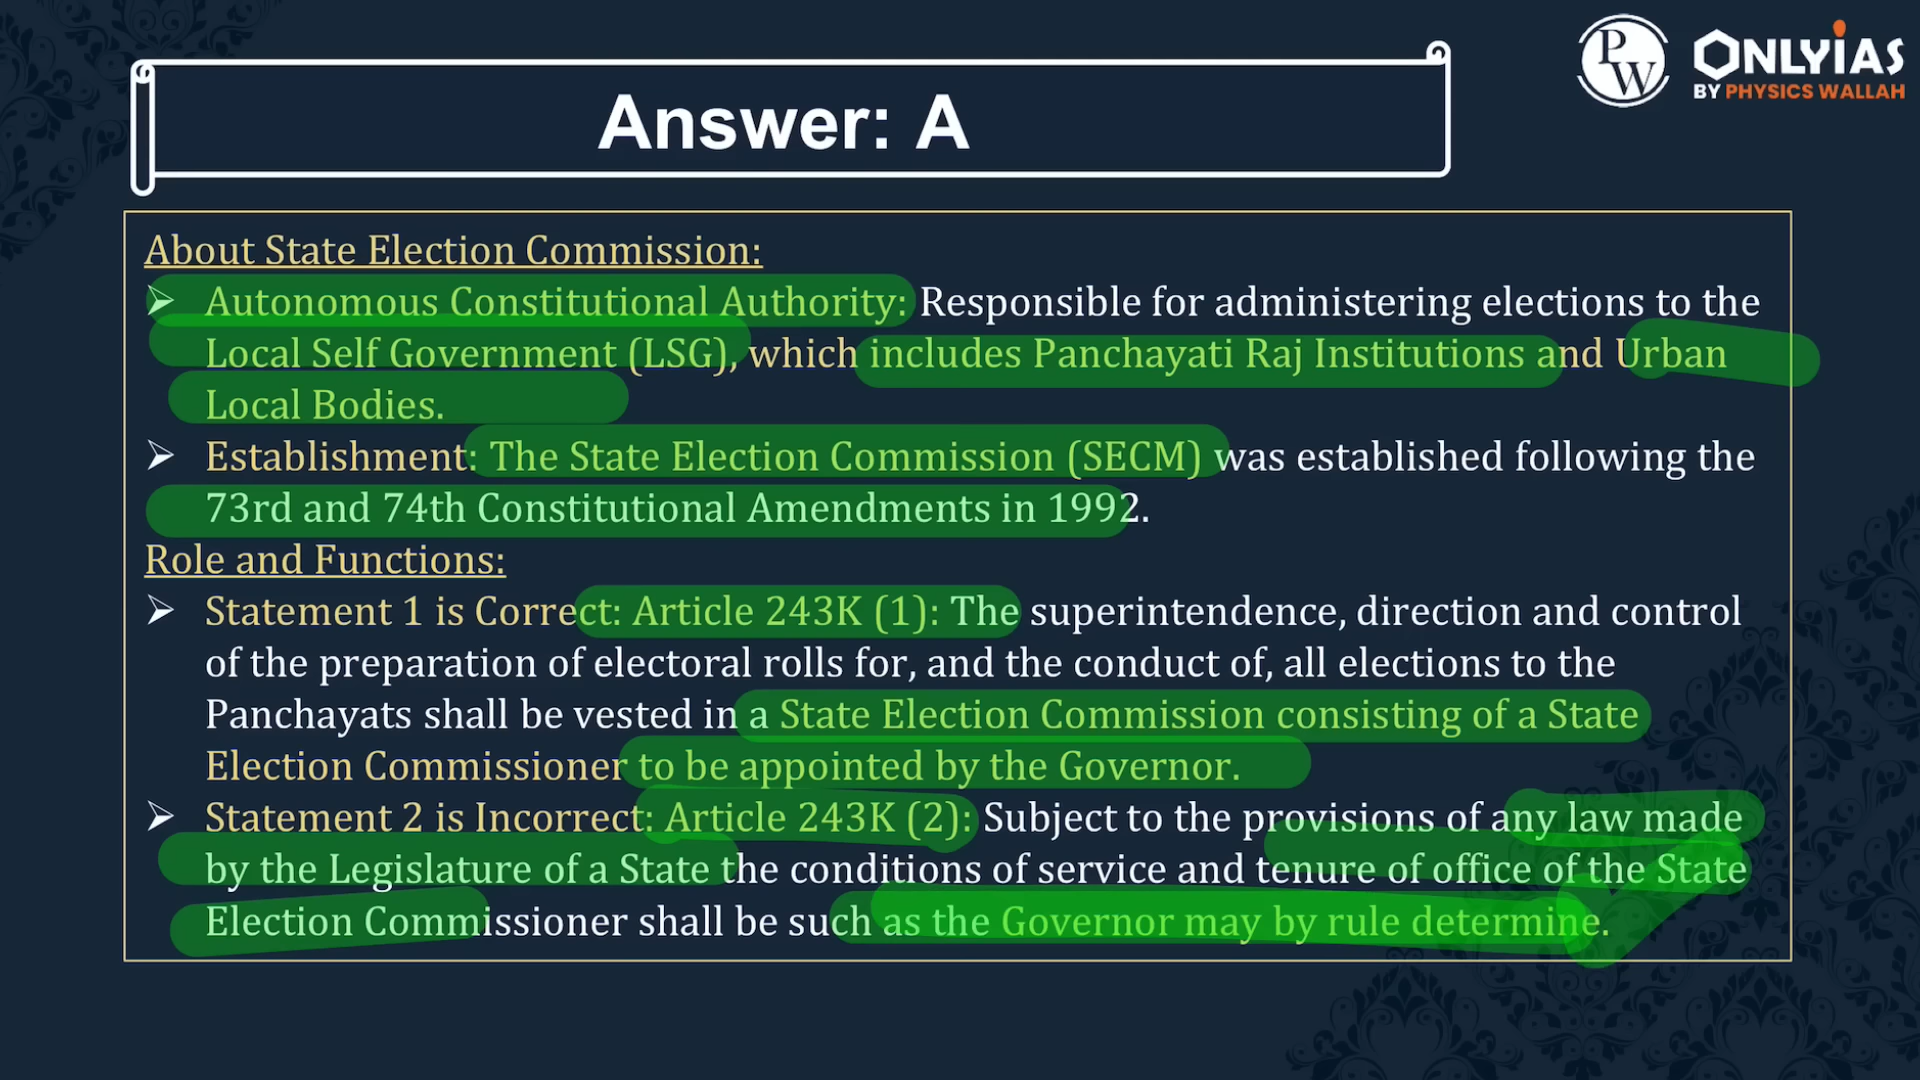 PW ONLYIAS
BY PHYSICS WALLAH
Answer: A
About State Election Commission:
➢ Autonomous Constitutional Authority: Responsible for administering elections to the
Local Self Government (LSG), which includes Panchayati Raj Institutions and Urban
Local Bodies.
➢ Establishment: The State Election Commission (SECM) was established following the
73rd and 74th Constitutional Amendments in 1992.
Role and Functions:
➢ Statement 1 is Correct: Article 243K (1): The superintendence, direction and control
of the preparation of electoral rolls for, and the conduct of, all elections to the
Panchayats shall be vested in a State Election Commission consisting of a State
Election Commissioner to be appointed by the Governor.
➢ Statement 2 is Incorrect: Article 243K (2): Subject to the provisions of any law made
by the Legislature of a State the conditions of service and tenure of office of the State
Election Commissioner shall be such as the Governor may by rule determine.